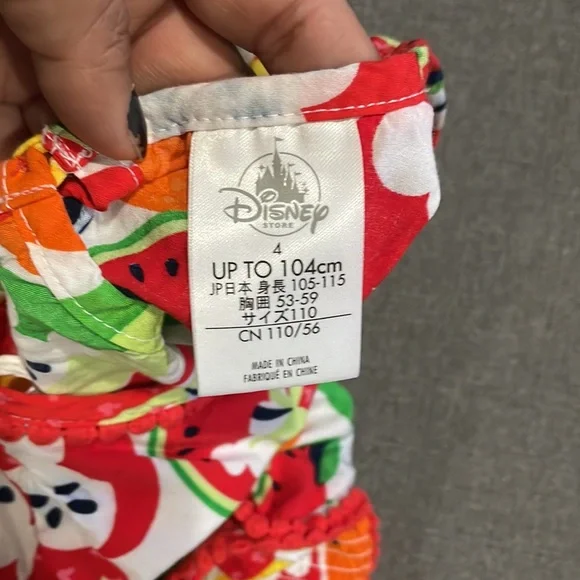 Disney
STORE
4
UP TO 104cm
JP日本 身長 105-115
胸囲 53-59
サイズ110
CN 110/56
MADE IN CHINA
FABRIQUÉ EN CHINE